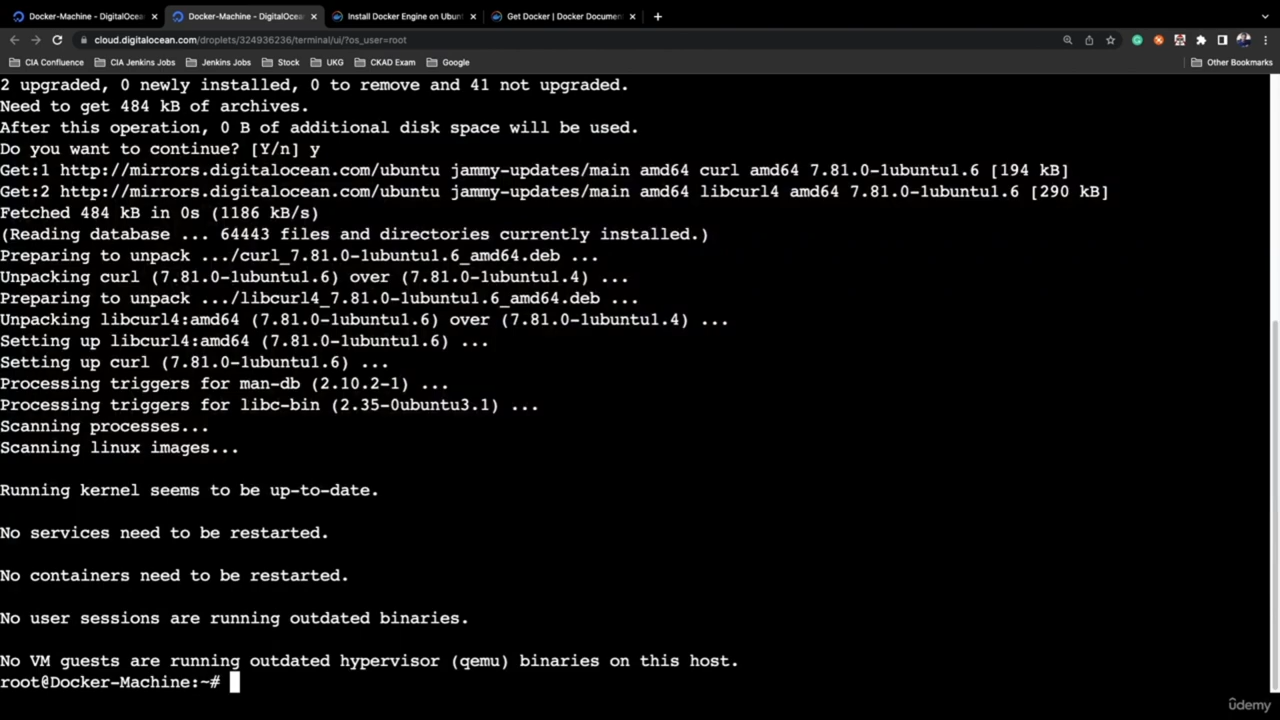 Docker-Machine - DigitalOcea
Docker-Machine - DigitalOcea
Install Docker Engine on Ubunt
Get Docker | Docker Document
cloud.digitalocean.com/droplets/324936236/terminal/ui/?os_user=root
CIA Confluence
CIA Jenkins Jobs
Jenkins Jobs
Stock
UKG
CKAD Exam
Google
Other Bookmarks
2 upgraded, 0 newly installed, 0 to remove and 41 not upgraded.
Need to get 484 kB of archives.
After this operation, 0 B of additional disk space will be used.
Do you want to continue? [Y/n] y
Get:1 http://mirrors.digitalocean.com/ubuntu jammy-updates/main amd64 curl amd64 7.81.0-1ubuntu1.6 [194 kB]
Get:2 http://mirrors.digitalocean.com/ubuntu jammy-updates/main amd64 libcurl4 amd64 7.81.0-1ubuntu1.6 [290 kB]
Fetched 484 kB in 0s (1186 kB/s)
(Reading database ... 64443 files and directories currently installed.)
Preparing to unpack .../curl_7.81.0-1ubuntu1.6_amd64.deb ...
Unpacking curl (7.81.0-1ubuntu1.6) over (7.81.0-1ubuntu1.4) ...
Preparing to unpack .../libcurl4_7.81.0-1ubuntu1.6_amd64.deb ...
Unpacking libcurl4:amd64 (7.81.0-1ubuntu1.6) over (7.81.0-1ubuntu1.4) ...
Setting up libcurl4:amd64 (7.81.0-1ubuntu1.6) ...
Setting up curl (7.81.0-1ubuntu1.6) ...
Processing triggers for man-db (2.10.2-1) ...
Processing triggers for libc-bin (2.35-0ubuntu3.1) ...
Scanning processes...
Scanning linux images...
Running kernel seems to be up-to-date.
No services need to be restarted.
No containers need to be restarted.
No user sessions are running outdated binaries.
No VM guests are running outdated hypervisor (qemu) binaries on this host.
root@Docker-Machine:~#
ûdemy